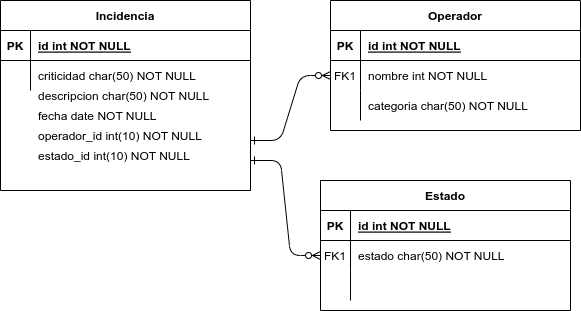 Incidencia
PK id int NOT NULL
criticidad char(50) NOT NULL
descripcion char(50) NOT NULL
fecha date NOT NULL
operador_id int(10) NOT NULL
estado_id int(10) NOT NULL
Operador
PK id int NOT NULL
FK1 nombre int NOT NULL
categoria char(50) NOT NULL
Estado
PK id int NOT NULL
FK1 estado char(50) NOT NULL